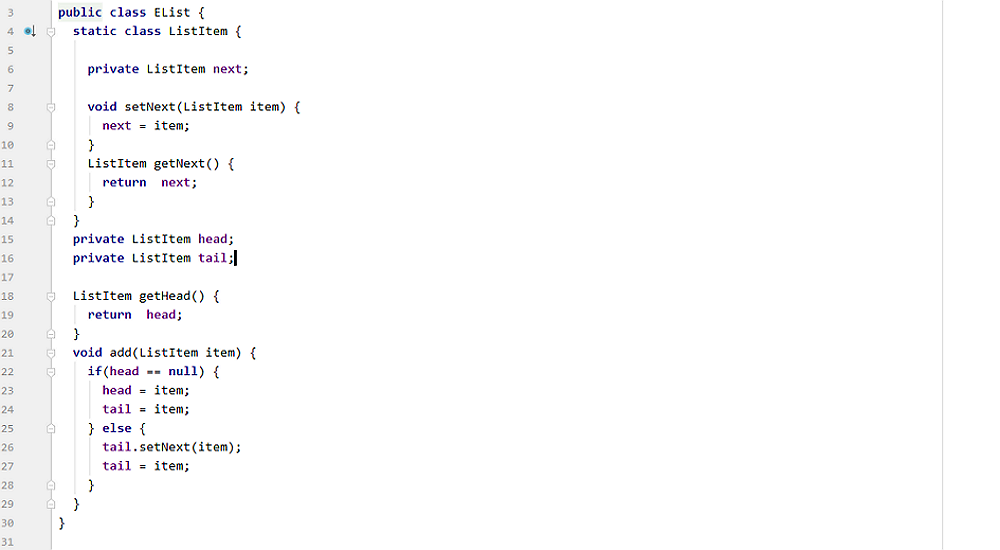 3 public class EList {
4 static class ListItem {
5
6 private ListItem next;
7
8 void setNext(ListItem item) {
9 next = item;
10 }
11 ListItem getNext() {
12 return  next;
13 }
14 }
15 private ListItem head;
16 private ListItem tail;
17
18 ListItem getHead() {
19 return  head;
20 }
21 void add(ListItem item) {
22 if(head == null) {
23 head = item;
24 tail = item;
25 } else {
26 tail.setNext(item);
27 tail = item;
28 }
29 }
30 }
31